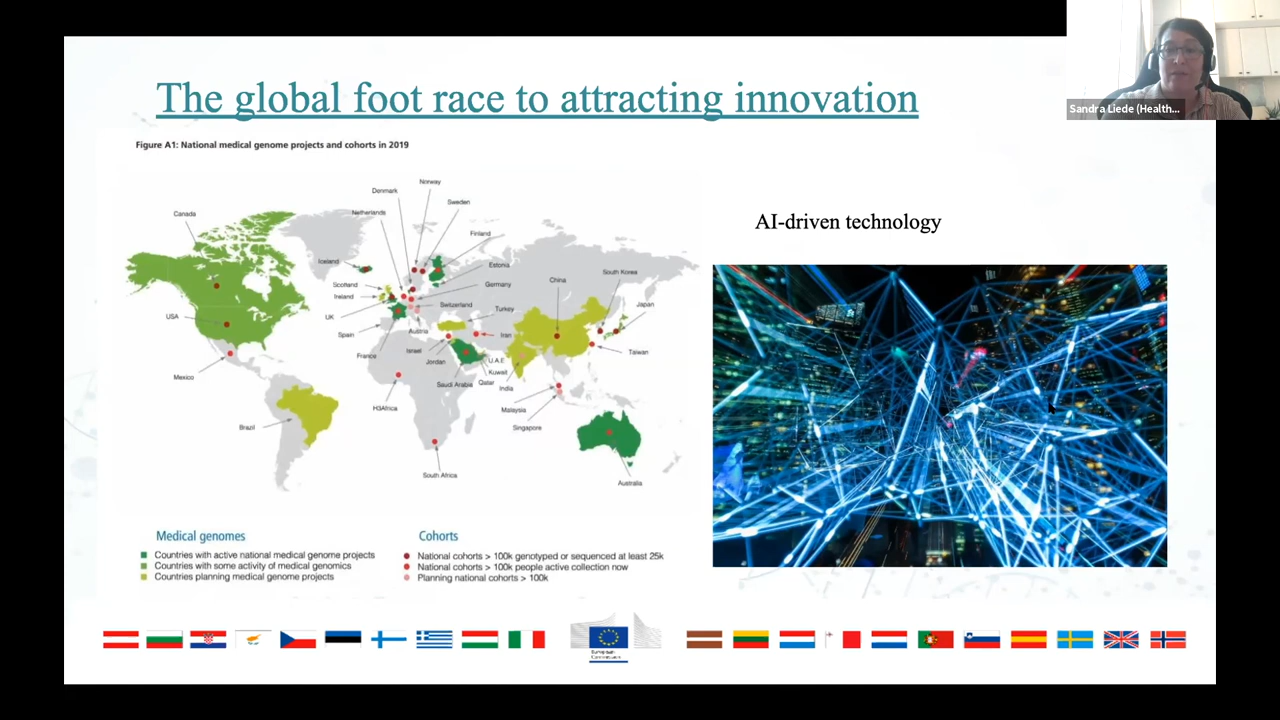 The global foot race to attracting innovation
Sandra Liede (Health...
Figure A1: National medical genome projects and cohorts in 2019
AI-driven technology
Norway
Denmark
Sweden
Netherlands
Canada
Finland
Iceland
Estonia
South Korea
Scotland
Germany
China
Ireland
Switzerland
Japan
USA
UK
Turkey
Spain
Austria
Iran
France
Israel
Taiwan
Jordan
U.A.E
Kuwait
Mexico
Saudi Arabia
Qatar
India
H3Africa
Malaysia
Brazil
Singapore
South Africa
Australia
Medical genomes
Countries with active national medical genome projects
Countries with some activity of medical genomics
Countries planning medical genome projects
Cohorts
National cohorts > 100k genotyped or sequenced at least 25k
National cohorts > 100k people active collection now
Planning national cohorts > 100k
European
Commission